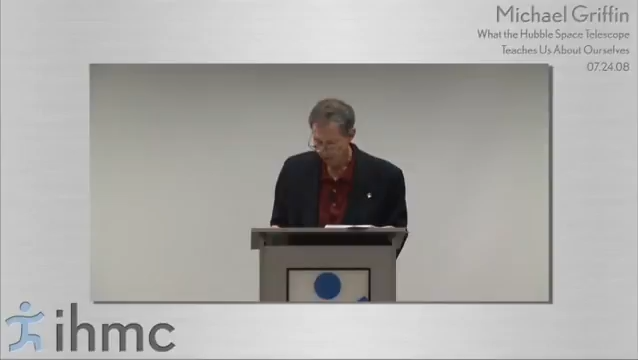 Michael Griffin
What the Hubble Space Telescope
Teaches Us About Ourselves
07.24.08
ihmc